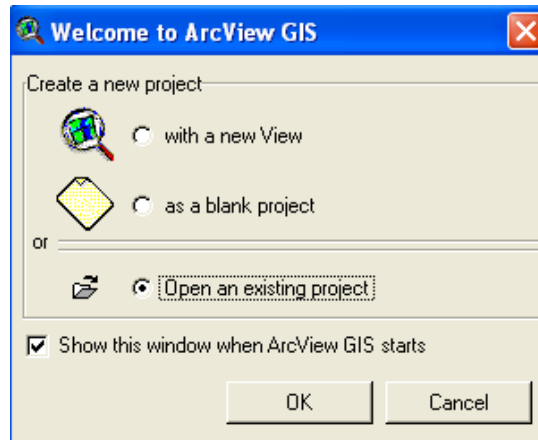 Welcome to ArcView GIS
Create a new project
with a new View
as a blank project
or
Open an existing project
Show this window when ArcView GIS starts
OK Cancel